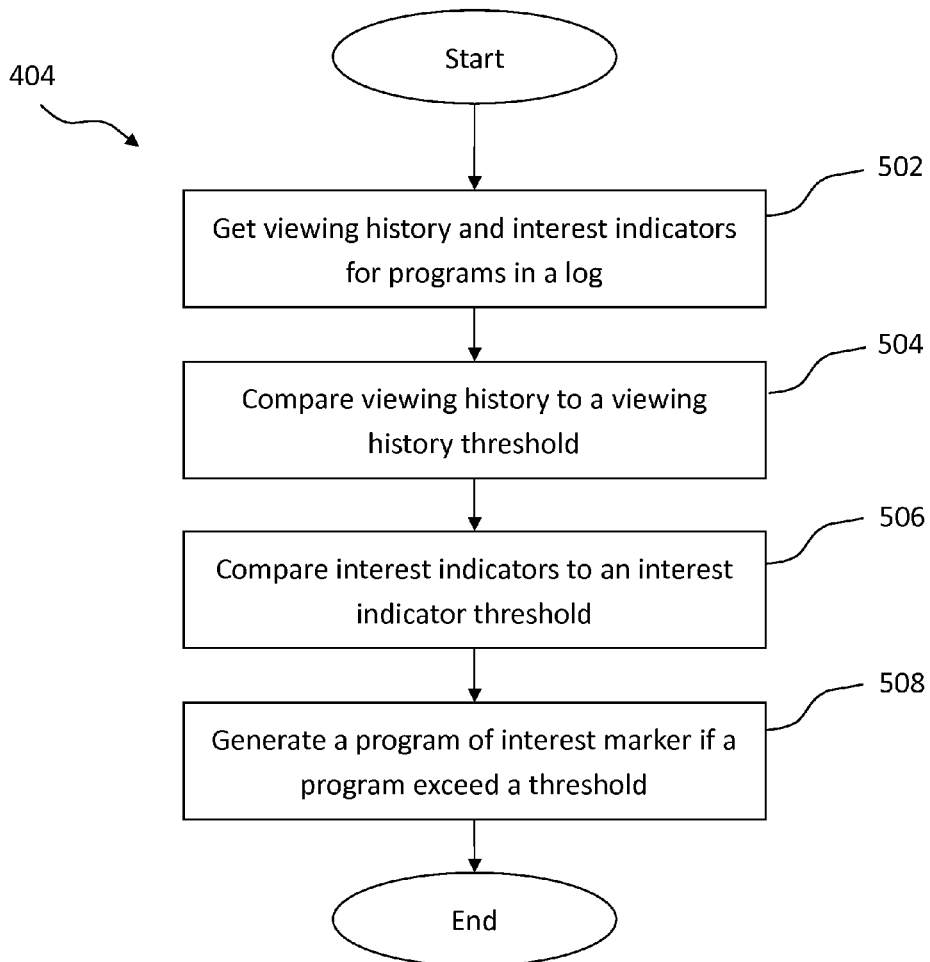 Start
404
502
Get viewing history and interest indicators
for programs in a log
504
Compare viewing history to a viewing
history threshold
506
Compare interest indicators to an interest
indicator threshold
508
Generate a program of interest marker if a
program exceed a threshold
End